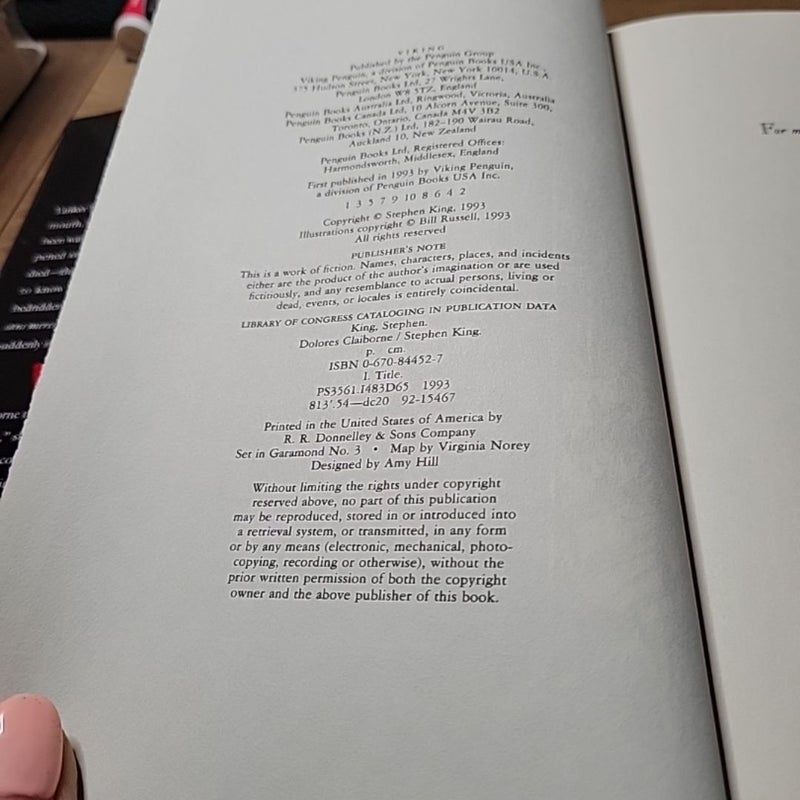 VIKING
Published by the Penguin Group
Viking Penguin, a division of Penguin Books USA Inc.,
375 Hudson Street, New York, New York 10014, U.S.A.
Penguin Books Ltd, 27 Wrights Lane,
London W8 5TZ, England
Penguin Books Australia Ltd, Ringwood, Victoria, Australia
Penguin Books Canada Ltd, 10 Alcorn Avenue, Suite 300,
Toronto, Ontario, Canada M4V 3B2
Penguin Books (N.Z.) Ltd, 182–190 Wairau Road,
Auckland 10, New Zealand
Penguin Books Ltd, Registered Offices:
Harmondsworth, Middlesex, England
First published in 1993 by Viking Penguin,
a division of Penguin Books USA Inc.
1 3 5 7 9 10 8 6 4 2
Copyright © Stephen King, 1993
Illustrations copyright © Bill Russell, 1993
All rights reserved
PUBLISHER'S NOTE
This is a work of fiction. Names, characters, places, and incidents
either are the product of the author's imagination or are used
fictitiously, and any resemblance to actual persons, living or
dead, events, or locales is entirely coincidental.
LIBRARY OF CONGRESS CATALOGING IN PUBLICATION DATA
King, Stephen.
Dolores Claiborne / Stephen King.
p. cm.
ISBN 0-670-84452-7
I. Title.
PS3561.I483D65 1993
813'.54—dc20 92-15467
Printed in the United States of America by
R. R. Donnelley & Sons Company
Set in Garamond No. 3 • Map by Virginia Norey
Designed by Amy Hill
Without limiting the rights under copyright
reserved above, no part of this publication
may be reproduced, stored in or introduced into
a retrieval system, or transmitted, in any form
or by any means (electronic, mechanical, photo-
copying, recording or otherwise), without the
prior written permission of both the copyright
owner and the above publisher of this book.
For